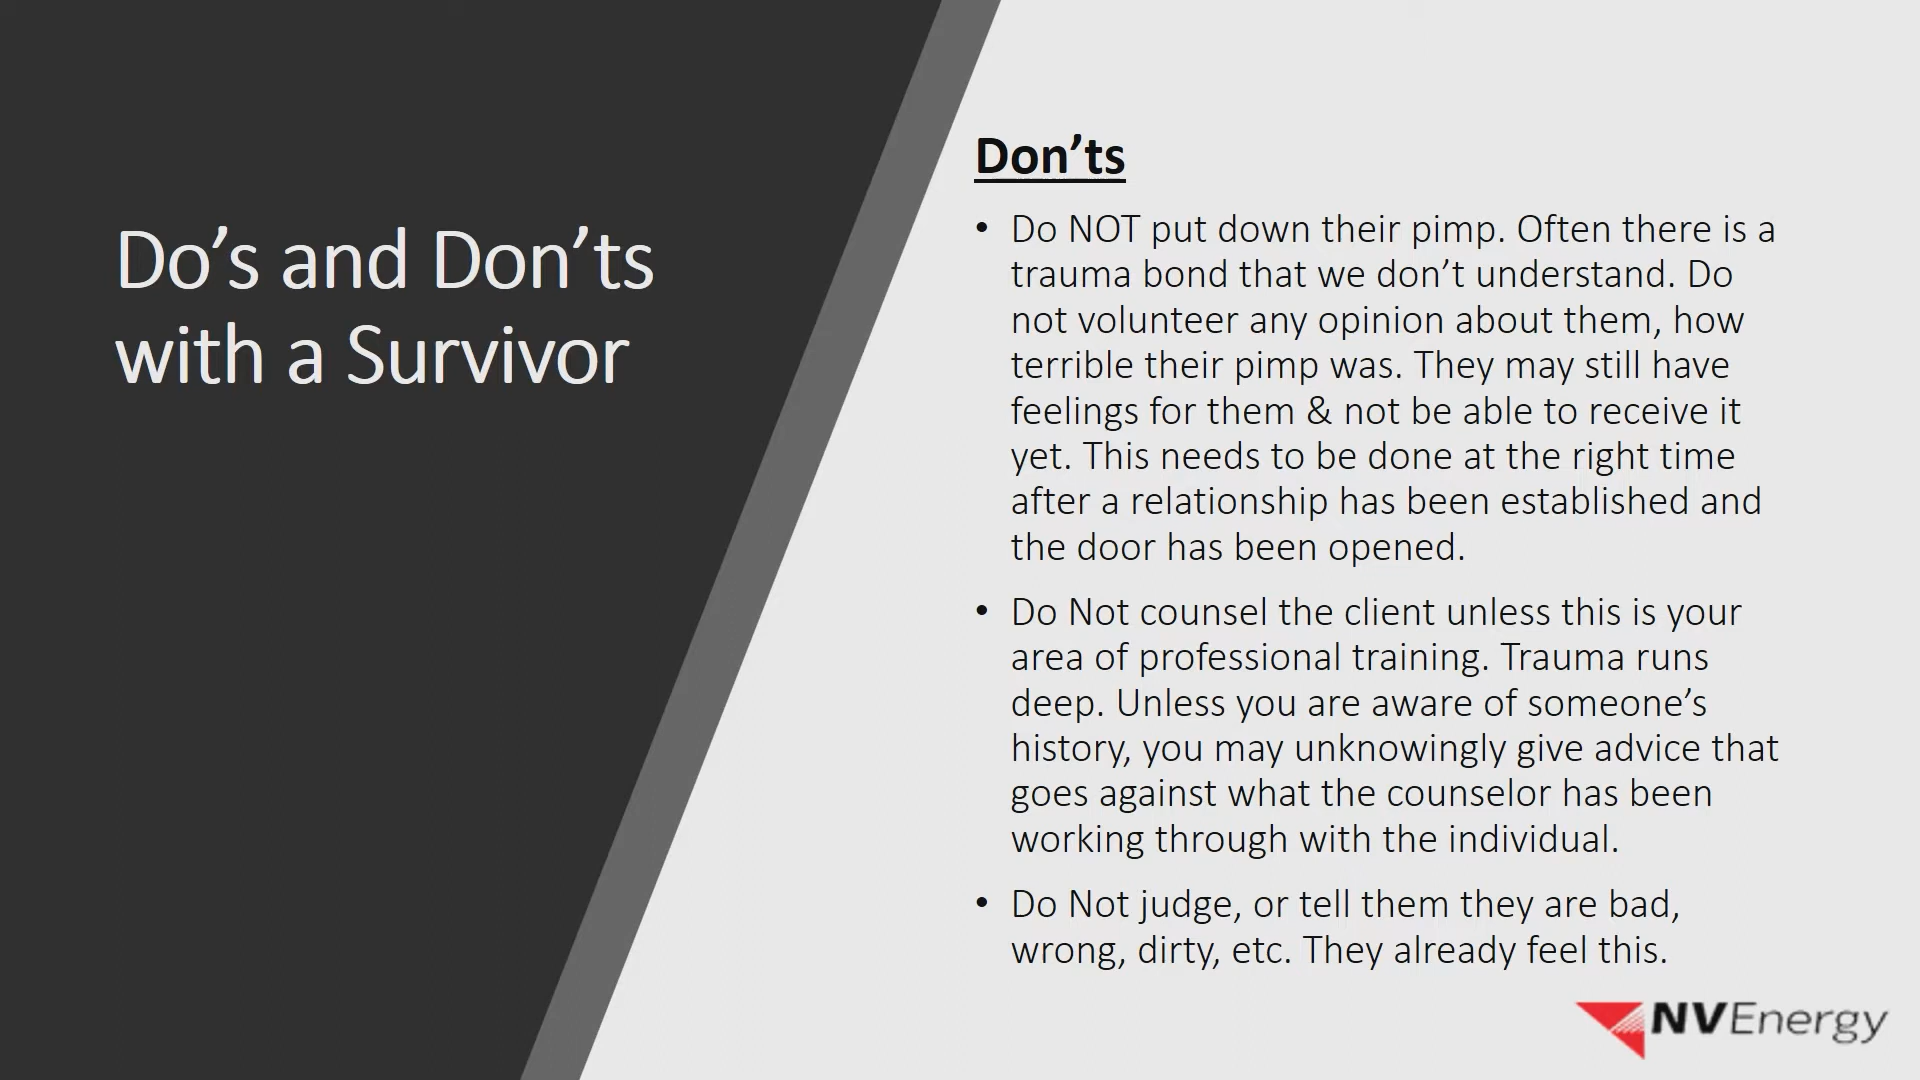 Do’s and Don’ts
with a Survivor
Don’ts
• Do NOT put down their pimp. Often there is a
trauma bond that we don’t understand. Do
not volunteer any opinion about them, how
terrible their pimp was. They may still have
feelings for them & not be able to receive it
yet. This needs to be done at the right time
after a relationship has been established and
the door has been opened.
• Do Not counsel the client unless this is your
area of professional training. Trauma runs
deep. Unless you are aware of someone’s
history, you may unknowingly give advice that
goes against what the counselor has been
working through with the individual.
• Do Not judge, or tell them they are bad,
wrong, dirty, etc. They already feel this.
NVEnergy